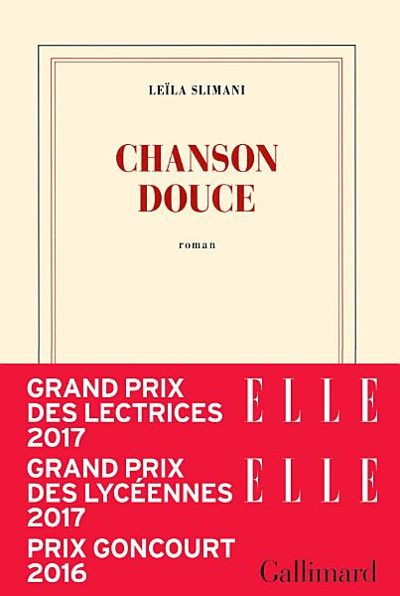 LEÏLA SLIMANI
CHANSON
DOUCE
roman
GRAND PRIX
DES LECTRICES
2017
ELLE
GRAND PRIX
DES LYCÉENNES
2017
ELLE
PRIX GONCOURT
2016
Gallimard